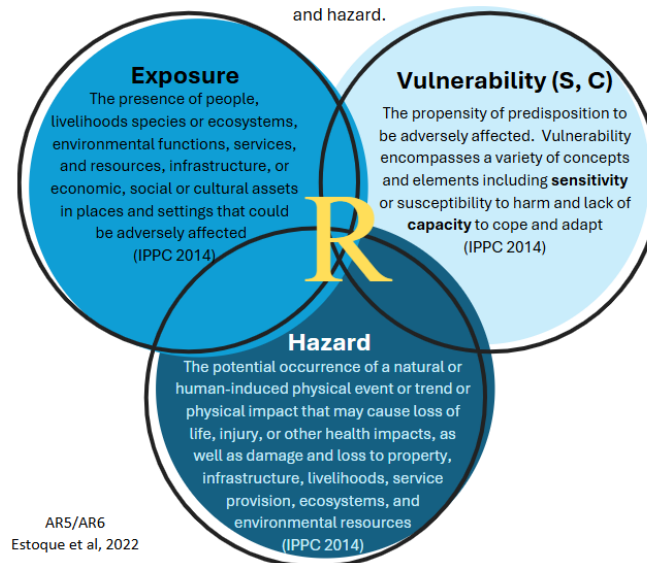 and hazard.
Exposure
The presence of people,
livelihoods species or ecosystems,
environmental functions, services,
and resources, infrastructure, or
economic, social or cultural assets
in places and settings that could
be adversely affected
(IPPC 2014)
Vulnerability (S, C)
The propensity of predisposition to
be adversely affected. Vulnerability
encompasses a variety of concepts
and elements including sensitivity
or susceptibility to harm and lack of
capacity to cope and adapt
(IPPC 2014)
R
Hazard
The potential occurrence of a natural or
human-induced physical event or trend or
physical impact that may cause loss of
life, injury, or other health impacts, as
well as damage and loss to property,
infrastructure, livelihoods, service
provision, ecosystems, and
environmental resources
(IPPC 2014)
AR5/AR6
Estoque et al, 2022